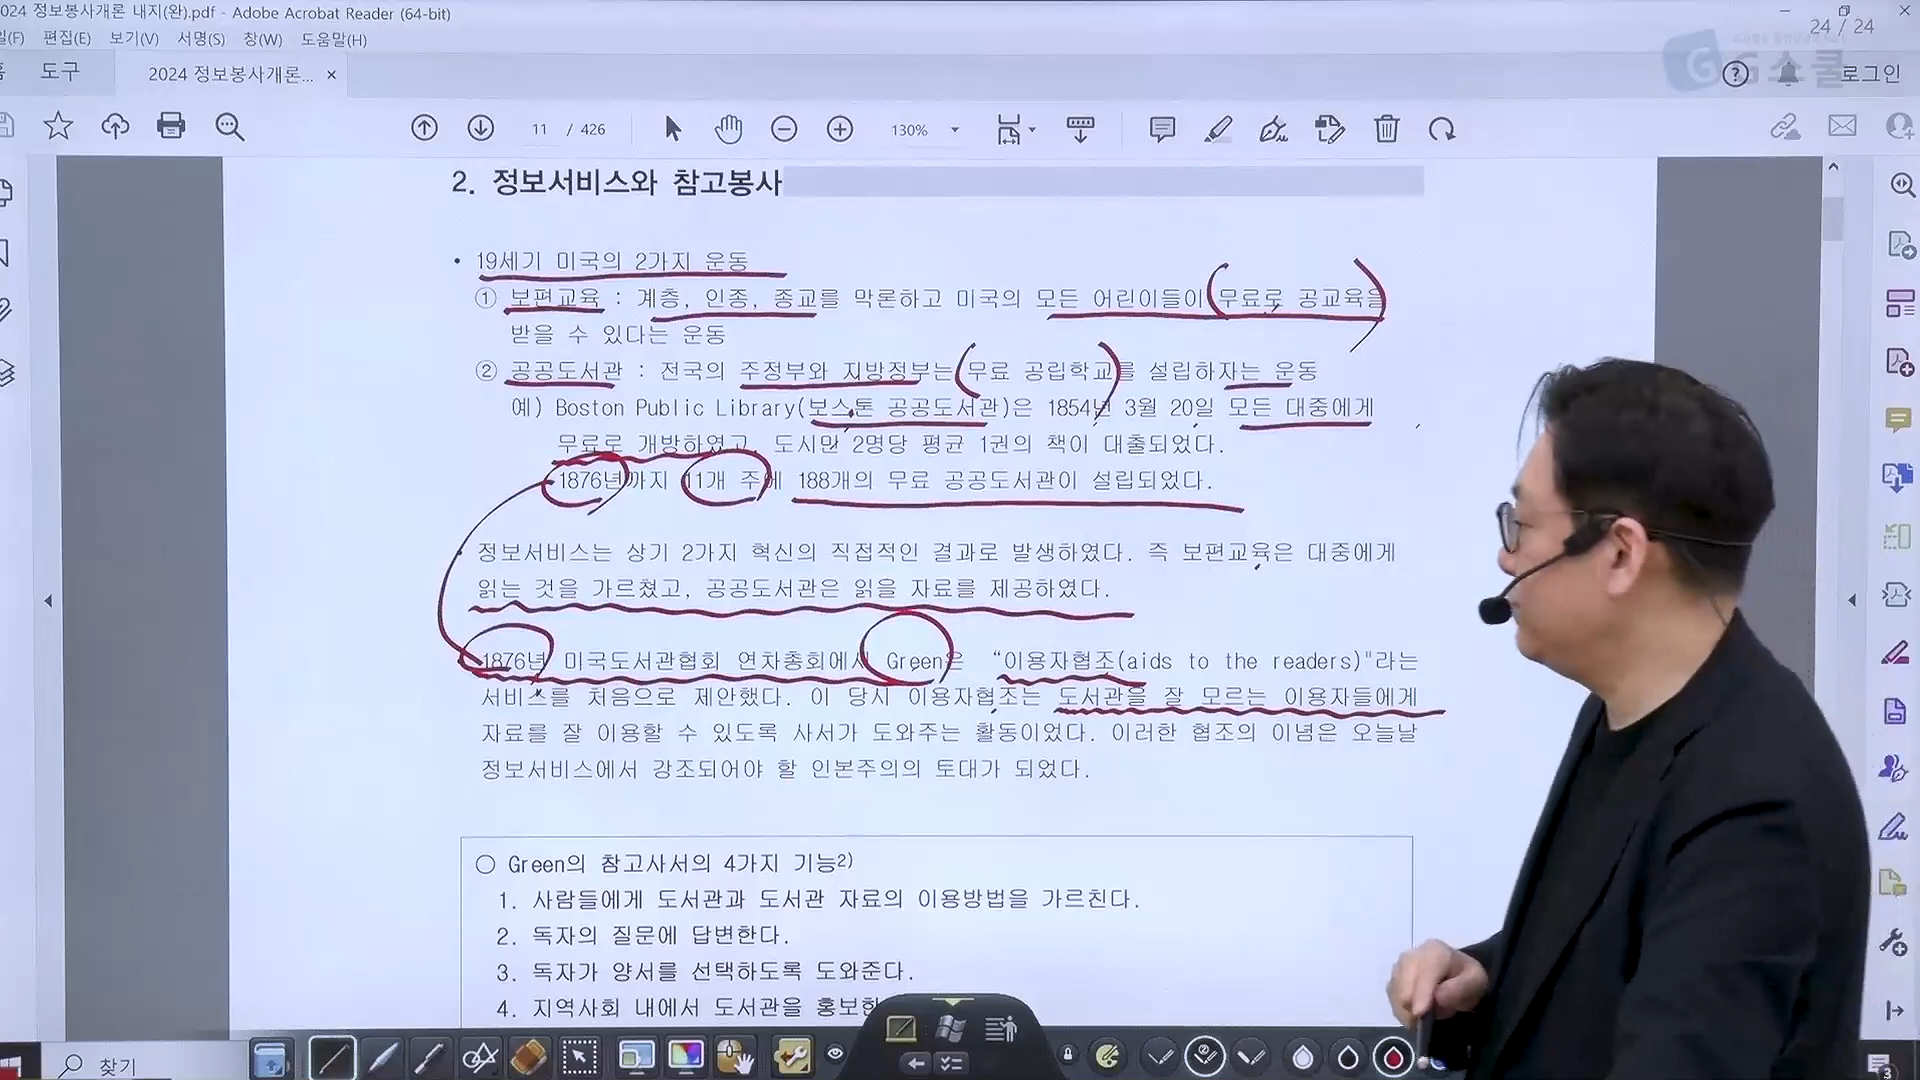 024 정보봉사개론 내지(완).pdf - Adobe Acrobat Reader (64-bit)
편집(E) 보기(V) 서명(S) 창(W) 도움말(H)
24 / 24
도구
2024 정보봉사개론... ×
G스쿨
로그인
11 / 426
130%
2. 정보서비스와 참고봉사
• 19세기 미국의 2가지 운동
① 보편교육 : 계층, 인종, 종교를 막론하고 미국의 모든 어린이들이 무료로 공교육을
받을 수 있다는 운동
② 공공도서관 : 전국의 주정부와 지방정부는 무료 공립학교를 설립하자는 운동
예) Boston Public Library(보스톤 공공도서관)은 1854년 3월 20일 모든 대중에게
무료로 개방하였고, 도시만 2명당 평균 1권의 책이 대출되었다.
1876년까지 11개 주에 188개의 무료 공공도서관이 설립되었다.
정보서비스는 상기 2가지 혁신의 직접적인 결과로 발생하였다. 즉 보편교육은 대중에게
읽는 것을 가르쳤고, 공공도서관은 읽을 자료를 제공하였다.
1876년 미국도서관협회 연차총회에서 Green은 “이용자협조(aids to the readers)"라는
서비스를 처음으로 제안했다. 이 당시 이용자협조는 도서관을 잘 모르는 이용자들에게
자료를 잘 이용할 수 있도록 사서가 도와주는 활동이었다. 이러한 협조의 이념은 오늘날
정보서비스에서 강조되어야 할 인본주의의 토대가 되었다.
○ Green의 참고사서의 4가지 기능2)
1. 사람들에게 도서관과 도서관 자료의 이용방법을 가르친다.
2. 독자의 질문에 답변한다.
3. 독자가 양서를 선택하도록 도와준다.
4. 지역사회 내에서 도서관을 홍보한
찾기
3